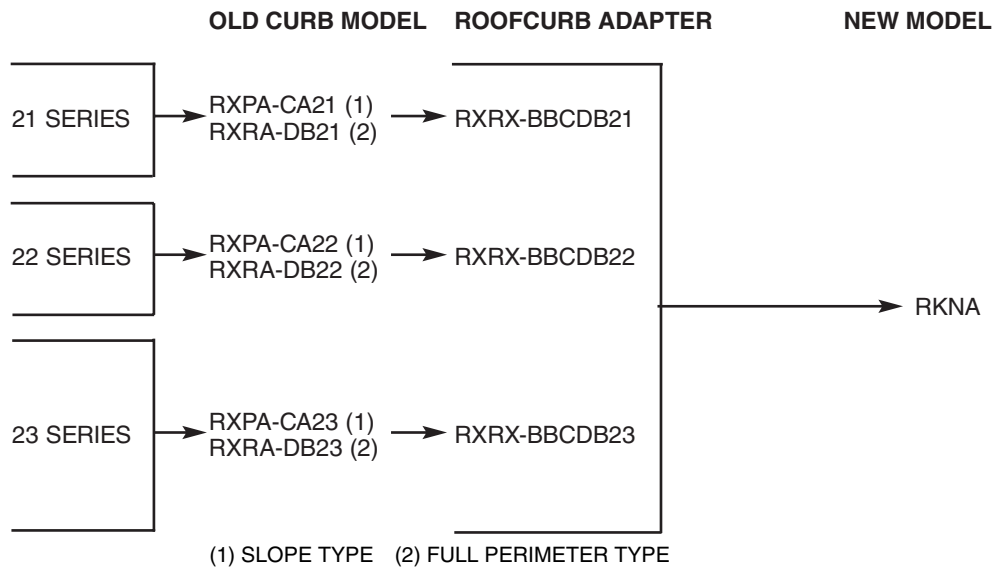 OLD CURB MODEL ROOFCURB ADAPTER NEW MODEL
21 SERIES
RXPA-CA21 (1)
RXRA-DB21 (2)
RXRX-BBCDB21
22 SERIES
RXPA-CA22 (1)
RXRA-DB22 (2)
RXRX-BBCDB22
RKNA
23 SERIES
RXPA-CA23 (1)
RXRA-DB23 (2)
RXRX-BBCDB23
(1) SLOPE TYPE (2) FULL PERIMETER TYPE